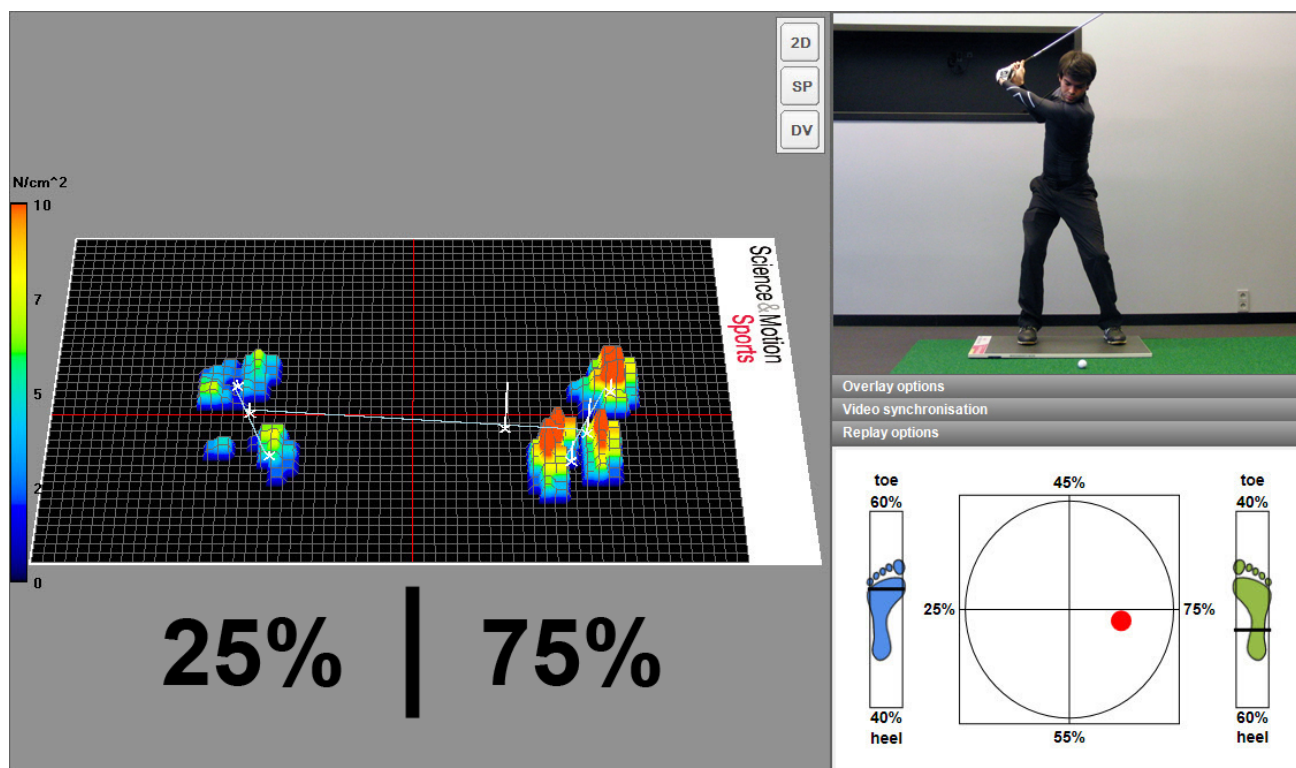 2D
SP
DV
N/cm^2
10
7
5
2
0
Science&Motion
Sports
25% | 75%
Overlay options
Video synchronisation
Replay options
toe
60%
40%
heel
45%
25%
75%
55%
toe
40%
60%
heel